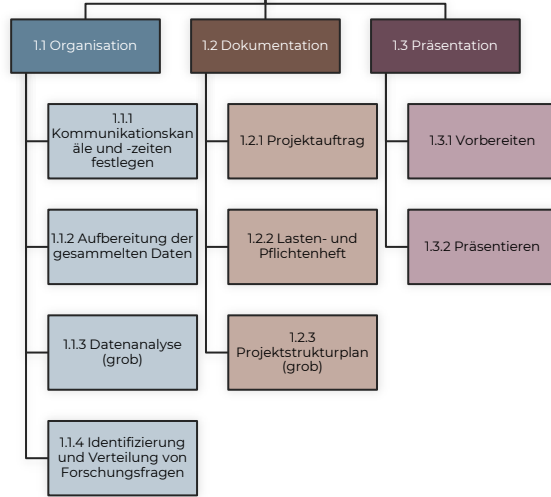 1.1 Organisation
1.2 Dokumentation
1.3 Präsentation
1.1.1
Kommunikationskan
äle und -zeiten
festlegen
1.2.1 Projektauftrag
1.3.1 Vorbereiten
1.1.2 Aufbereitung der
gesammelten Daten
1.2.2 Lasten- und
Pflichtenheft
1.3.2 Präsentieren
1.1.3 Datenanalyse
(grob)
1.2.3
Projektstrukturplan
(grob)
1.1.4 Identifizierung
und Verteilung von
Forschungsfragen